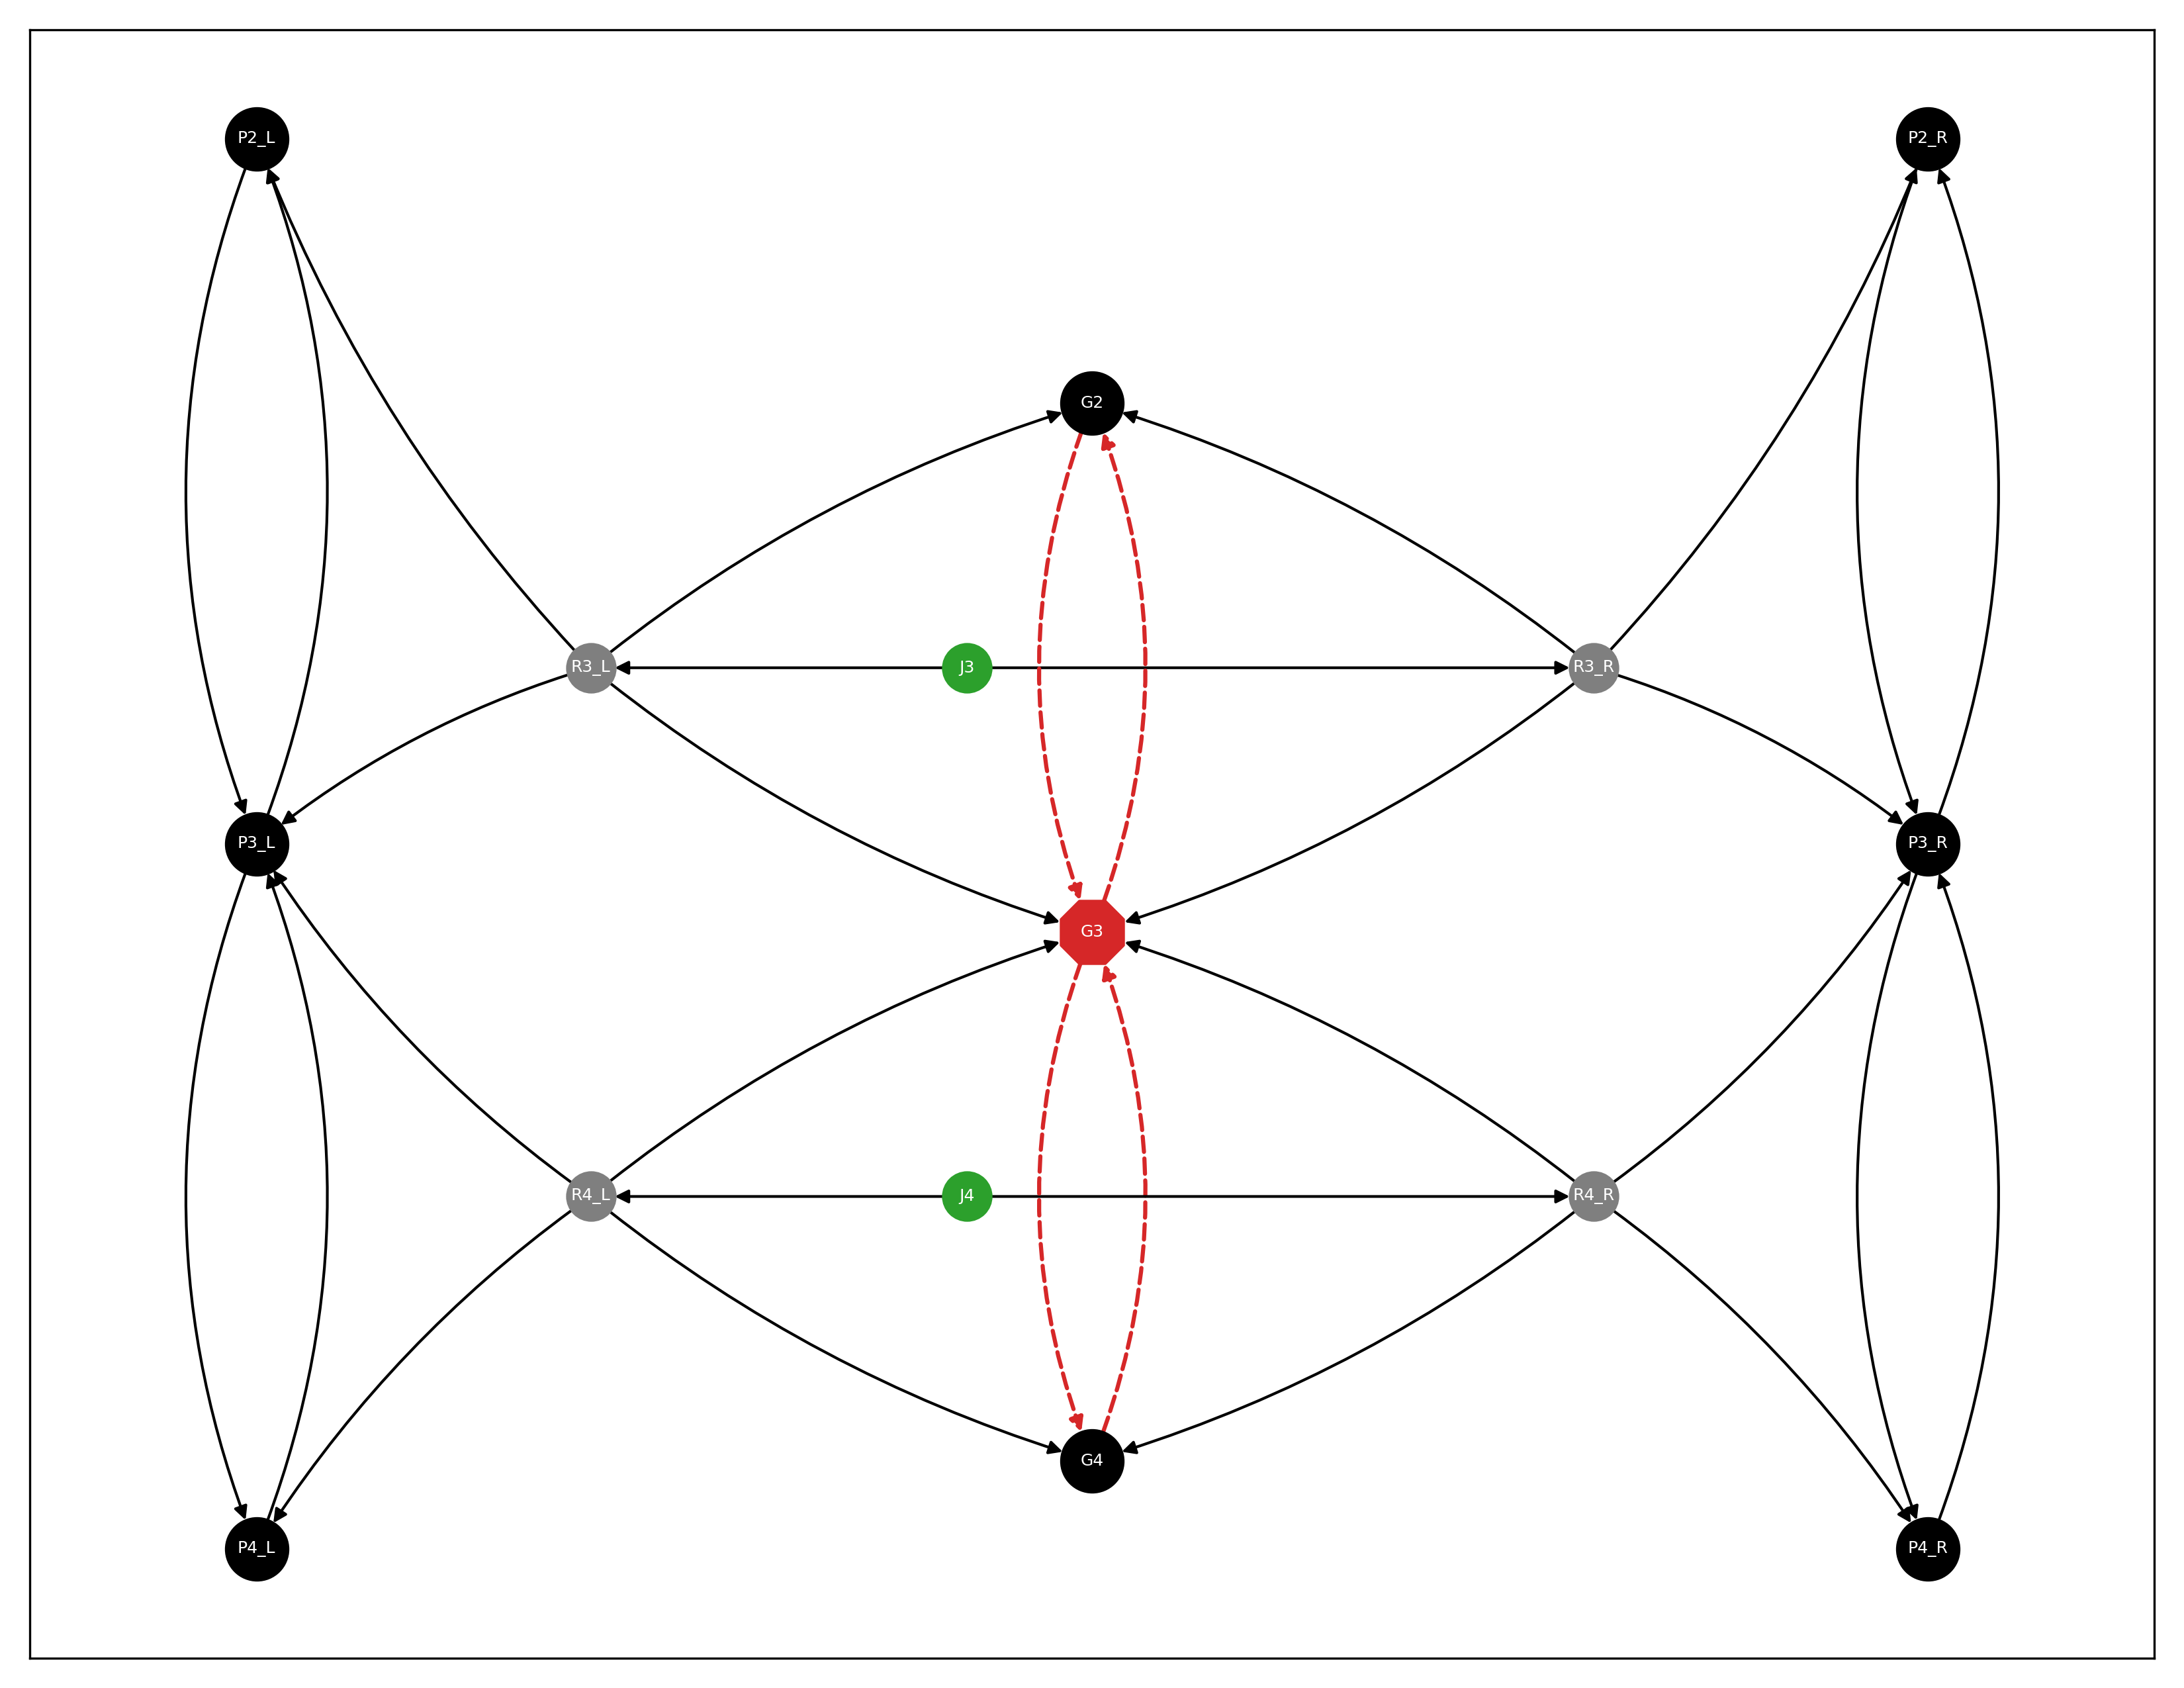 P2_L
P2_R
G2
R3_L
J3
R3_R
P3_L
P3_R
G3
R4_L
J4
R4_R
G4
P4_L
P4_R